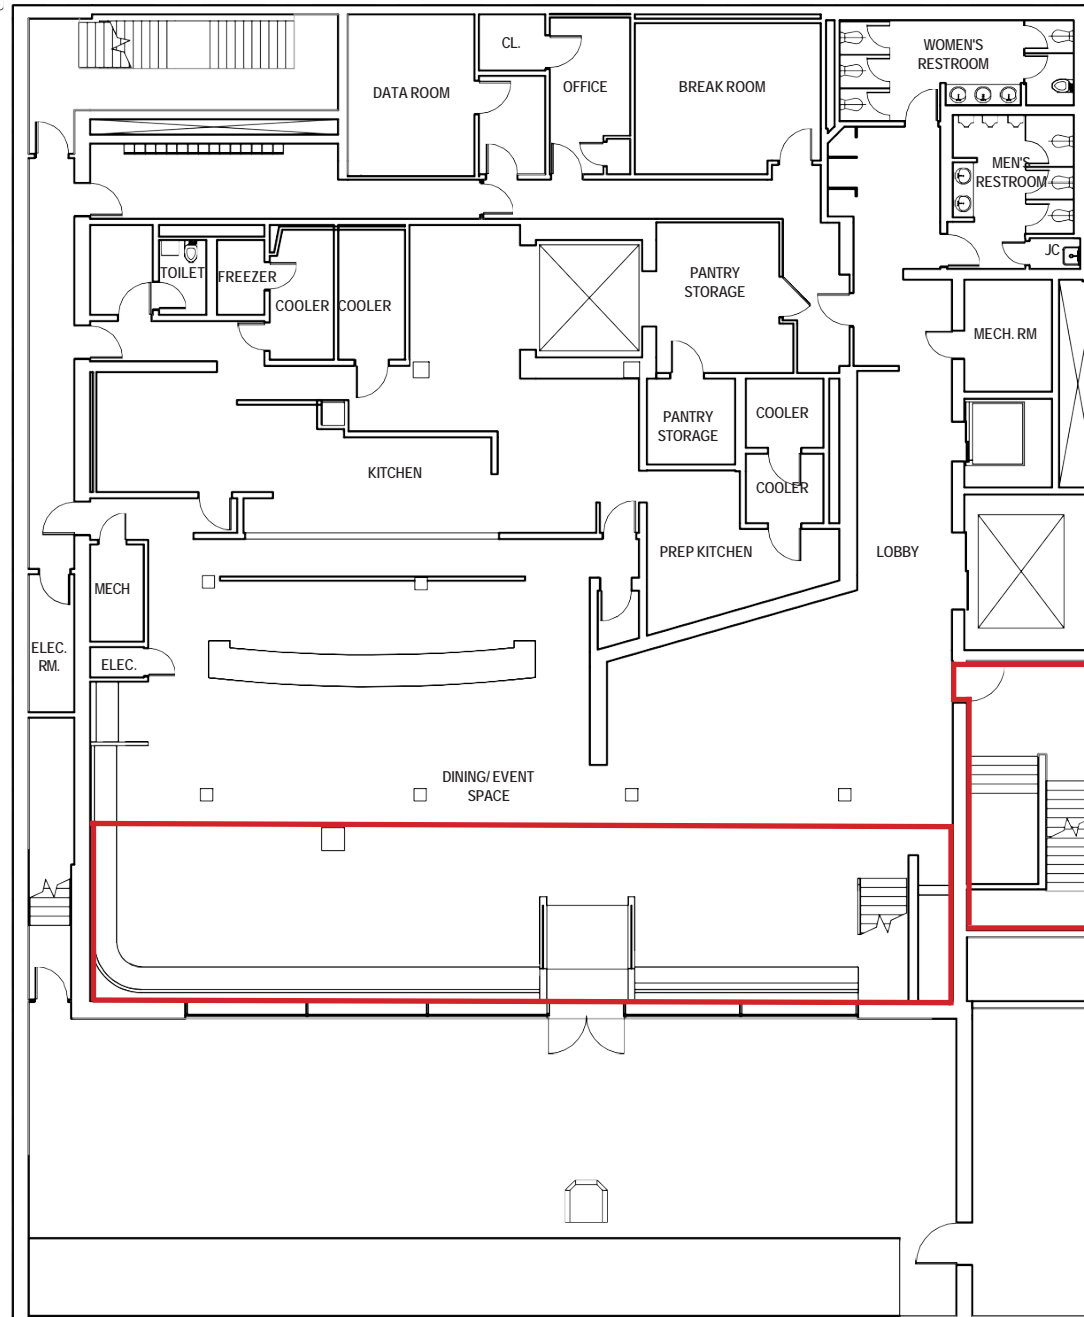 CL.
WOMEN'S
RESTROOM
DATA ROOM
OFFICE
BREAK ROOM
MEN'S
RESTROOM
JC
TOILET
FREEZER
COOLER
COOLER
PANTRY
STORAGE
MECH. RM
PANTRY
STORAGE
COOLER
KITCHEN
COOLER
PREP KITCHEN
LOBBY
MECH
ELEC.
RM.
ELEC.
DINING/ EVENT
SPACE